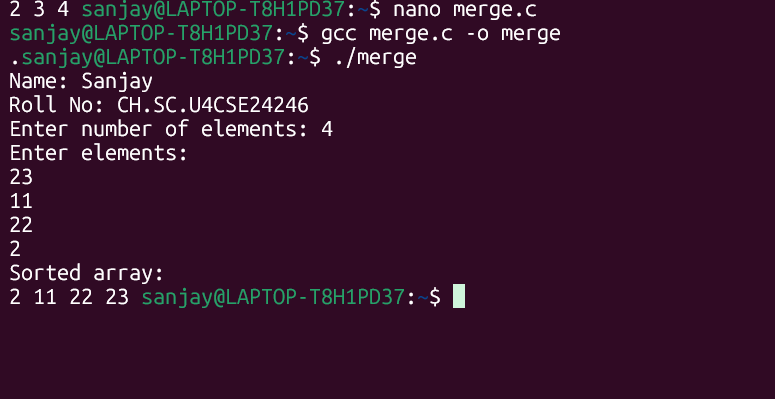 2 3 4 sanjay@LAPTOP-T8H1PD37:~$ nano merge.c
sanjay@LAPTOP-T8H1PD37:~$ gcc merge.c -o merge
.sanjay@LAPTOP-T8H1PD37:~$ ./merge
Name: Sanjay
Roll No: CH.SC.U4CSE24246
Enter number of elements: 4
Enter elements:
23
11
22
2
Sorted array:
2 11 22 23 sanjay@LAPTOP-T8H1PD37:~$